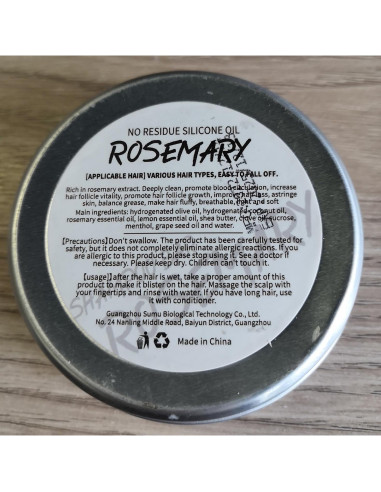 NO RESIDUE SILICONE OIL
ROSEMARY
[APPLICABLE HAIR] VARIOUS HAIR TYPES, EASY TO FALL OFF.
Rich in rosemary extract. Deeply clean, promote blood circulation, increase
hair follicle vitality, promote hair follicle growth, improve hair loss, astringe
skin, balance grease, make hair fluffy, breathable, light and soft
Main ingredients: hydrogenated olive oil, hydrogenated coconut oil,
rosemary essential oil, lemon essential oil, shea butter, olive oil, sucrose,
menthol, grape seed oil and water.
【Precautions】Don't swallow. The product has been carefully tested for
safety, but it does not completely eliminate allergic reactions. If you
are allergic to this product, please stop using it. See a doctor if
necessary. Please keep dry. Children can't touch it.
【usage】after the hair is wet, take a proper amount of this
product to make it blister on the hair. Massage the scalp with
your fingertips and rinse with water. If you have long hair, use
it with conditioner.
Guangzhou Sumu Biological Technology Co., Ltd.
No. 24 Nanling Middle Road, Baiyun District, Guangzhou
Made in China